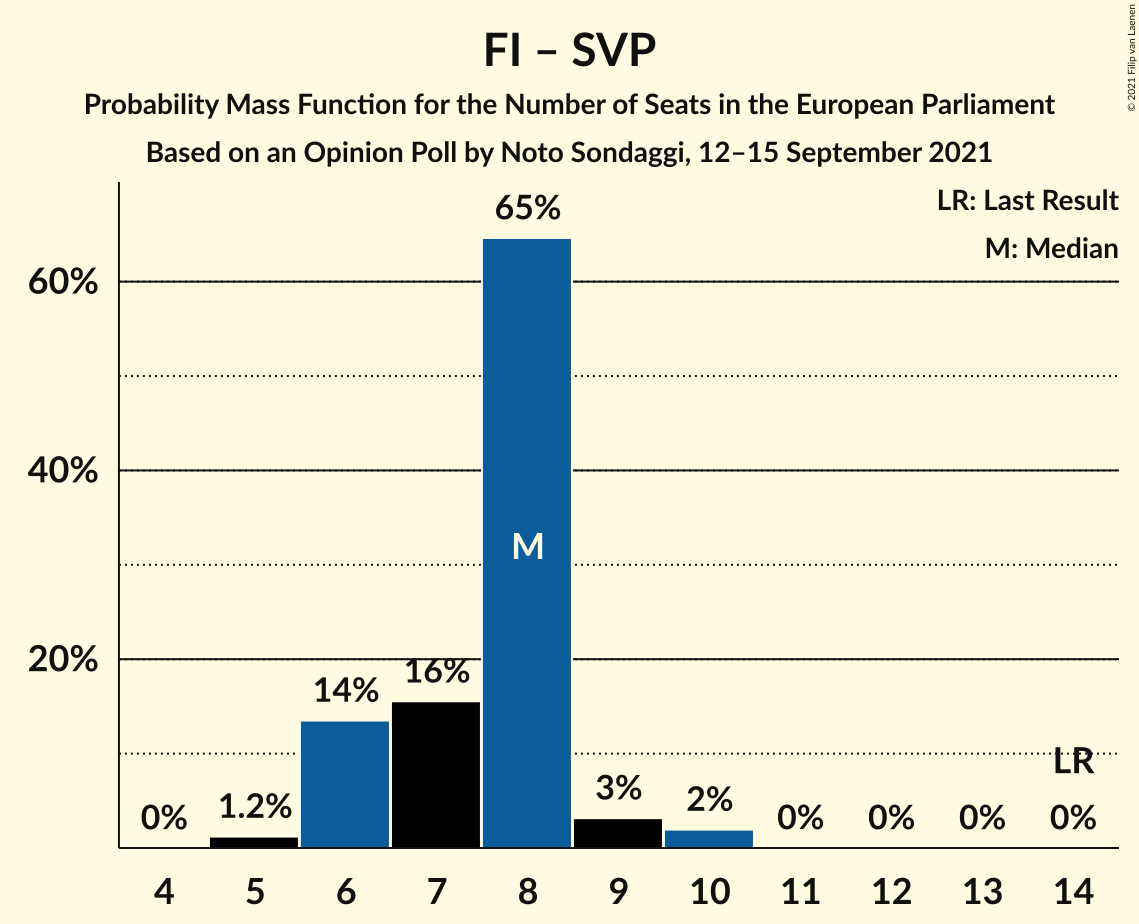 FI – SVP
Probability Mass Function for the Number of Seats in the European Parliament
Based on an Opinion Poll by Noto Sondaggi, 12–15 September 2021
© 2021 Filip van Laenen
LR: Last Result
M: Median
60%
40%
20%
0%
1.2%
14%
16%
65%
M
3%
2%
0%
0%
0%
LR
0%
4 5 6 7 8 9 10 11 12 13 14